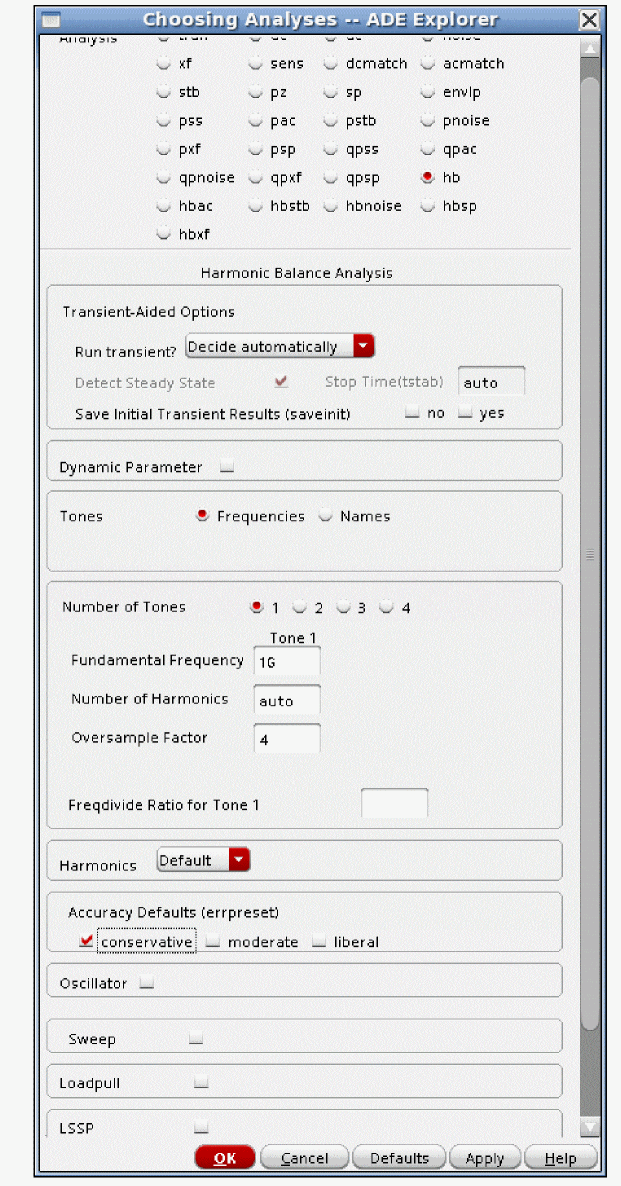 Choosing Analyses -- ADE Explorer
Analysis tran dc ac noise
xf sens dcmatch acmatch
stb pz sp envlp
pss pac pstb pnoise
pxf psp qpss qpac
qpnoise qpxf qpsp hb
hbac hbstb hbnoise hbsp
hbxf
Harmonic Balance Analysis
Transient-Aided Options
Run transient? Decide automatically
Detect Steady State Stop Time(tstab) auto
Save Initial Transient Results (saveinit) no yes
Dynamic Parameter
Tones Frequencies Names
Number of Tones 1 2 3 4
Tone 1
Fundamental Frequency 1G
Number of Harmonics auto
Oversample Factor 4
Freqdivide Ratio for Tone 1
Harmonics Default
Accuracy Defaults (errpreset)
conservative moderate liberal
Oscillator
Sweep
Loadpull
LSSP
OK Cancel Defaults Apply Help